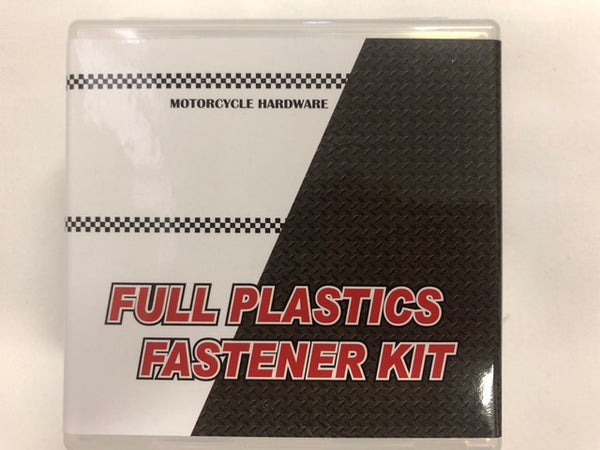 MOTORCYCLE HARDWARE
FULL PLASTICS
FASTENER KIT